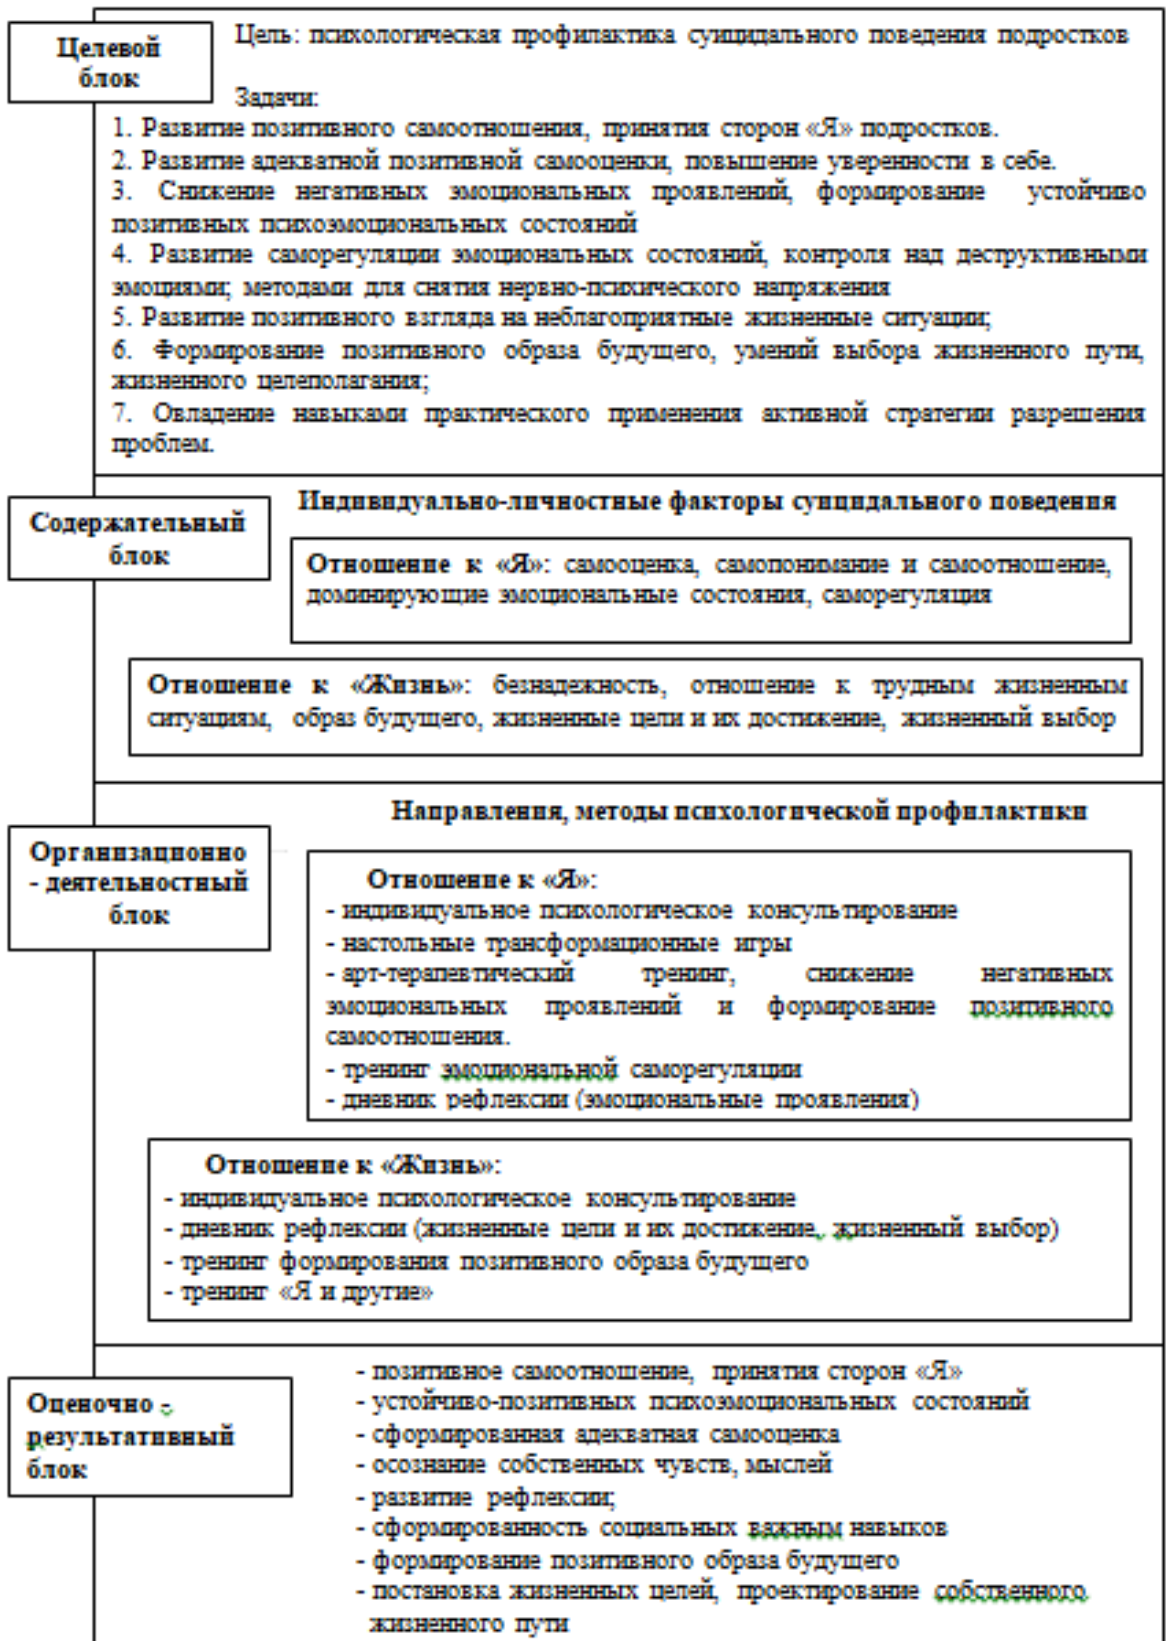 Целевой
блок
Цель: психологическая профилактика суицидального поведения подростков
Задачи:
1. Развитие позитивного самоотношения, принятия сторон «Я» подростков.
2. Развитие адекватной позитивной самооценки, повышение уверенности в себе.
3. Снижение негативных эмоциональных проявлений, формирование устойчиво
позитивных психоэмоциональных состояний
4. Развитие саморегуляции эмоциональных состояний, контроля над деструктивными
эмоциями; методами для снятия нервно-психического напряжения
5. Развитие позитивного взгляда на неблагоприятные жизненные ситуации;
6. Формирование позитивного образа будущего, умений выбора жизненного пути,
жизненного целеполагания;
7. Овладение навыками практического применения активной стратегии разрешения
проблем.
Содержательный
блок
Индивидуально-личностные факторы суицидального поведения
Отношение к «Я»: самооценка, самопонимание и самоотношение,
доминирующие эмоциональные состояния, саморегуляция
Отношение к «Жизнь»: безнадежность, отношение к трудным жизненным
ситуациям, образ будущего, жизненные цели и их достижение, жизненный выбор
Организационно
- деятельностный
блок
Направления, методы психологической профилактики
Отношение к «Я»:
- индивидуальное психологическое консультирование
- настольные трансформационные игры
- арт-терапевтический тренинг, снижение негативных
эмоциональных проявлений и формирование позитивного
самоотношения.
- тренинг эмоциональной саморегуляции
- дневник рефлексии (эмоциональные проявления)
Отношение к «Жизнь»:
- индивидуальное психологическое консультирование
- дневник рефлексии (жизненные цели и их достижение, жизненный выбор)
- тренинг формирования позитивного образа будущего
- тренинг «Я и другие»
Оценочно -
результативный
блок
- позитивное самоотношение, принятия сторон «Я»
- устойчиво-позитивных психоэмоциональных состояний
- сформированная адекватная самооценка
- осознание собственных чувств, мыслей
- развитие рефлексии;
- сформированность социальных важным навыков
- формирование позитивного образа будущего
- постановка жизненных целей, проектирование собственного
жизненного пути